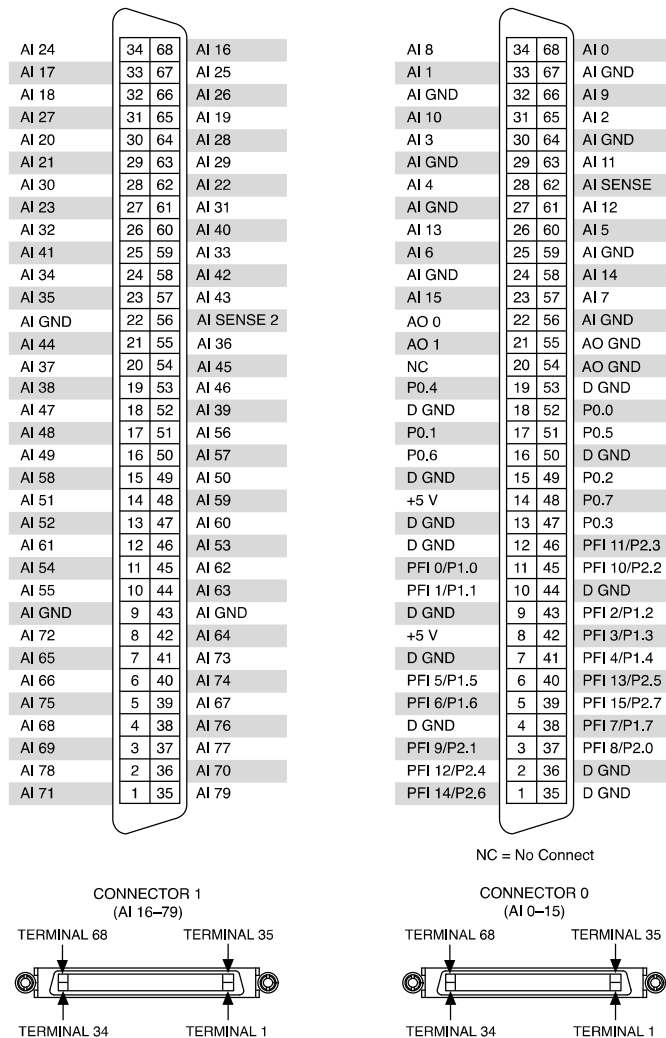 AI 24 34 68 AI 16 AI 8 34 68 AI 0
AI 17 33 67 AI 25 AI 1 33 67 AI GND
AI 18 32 66 AI 26 AI GND 32 66 AI 9
AI 27 31 65 AI 19 AI 10 31 65 AI 2
AI 20 30 64 AI 28 AI 3 30 64 AI GND
AI 21 29 63 AI 29 AI GND 29 63 AI 11
AI 30 28 62 AI 22 AI 4 28 62 AI SENSE
AI 23 27 61 AI 31 AI GND 27 61 AI 12
AI 32 26 60 AI 40 AI 13 26 60 AI 5
AI 41 25 59 AI 33 AI 6 25 59 AI GND
AI 34 24 58 AI 42 AI GND 24 58 AI 14
AI 35 23 57 AI 43 AI 15 23 57 AI 7
AI GND 22 56 AI SENSE 2 AO 0 22 56 AI GND
AI 44 21 55 AI 36 AO 1 21 55 AO GND
AI 37 20 54 AI 45 NC 20 54 AO GND
AI 38 19 53 AI 46 P0.4 19 53 D GND
AI 47 18 52 AI 39 D GND 18 52 P0.0
AI 48 17 51 AI 56 P0.1 17 51 P0.5
AI 49 16 50 AI 57 P0.6 16 50 D GND
AI 58 15 49 AI 50 D GND 15 49 P0.2
AI 51 14 48 AI 59 +5 V 14 48 P0.7
AI 52 13 47 AI 60 D GND 13 47 P0.3
AI 61 12 46 AI 53 D GND 12 46 PFI 11/P2.3
AI 54 11 45 AI 62 PFI 0/P1.0 11 45 PFI 10/P2.2
AI 55 10 44 AI 63 PFI 1/P1.1 10 44 D GND
AI GND 9 43 AI GND D GND 9 43 PFI 2/P1.2
AI 72 8 42 AI 64 +5 V 8 42 PFI 3/P1.3
AI 65 7 41 AI 73 D GND 7 41 PFI 4/P1.4
AI 66 6 40 AI 74 PFI 5/P1.5 6 40 PFI 13/P2.5
AI 75 5 39 AI 67 PFI 6/P1.6 5 39 PFI 15/P2.7
AI 68 4 38 AI 76 D GND 4 38 PFI 7/P1.7
AI 69 3 37 AI 77 PFI 9/P2.1 3 37 PFI 8/P2.0
AI 78 2 36 AI 70 PFI 12/P2.4 2 36 D GND
AI 71 1 35 AI 79 PFI 14/P2.6 1 35 D GND
NC = No Connect
CONNECTOR 1 CONNECTOR 0
(AI 16–79) (AI 0–15)
TERMINAL 68 TERMINAL 35 TERMINAL 68 TERMINAL 35
TERMINAL 34 TERMINAL 1 TERMINAL 34 TERMINAL 1